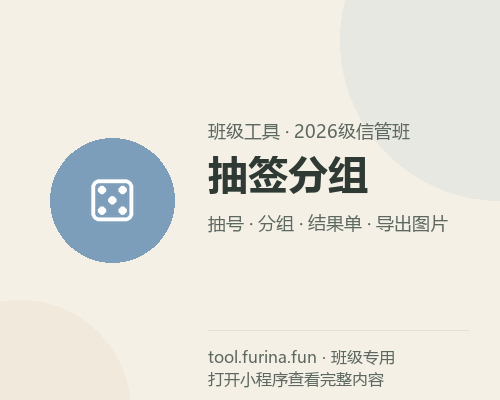 班级工具 · 2026级信管班
抽签分组
抽号 · 分组 · 结果单 · 导出图片
tool.furina.fun · 班级专用
打开小程序查看完整内容